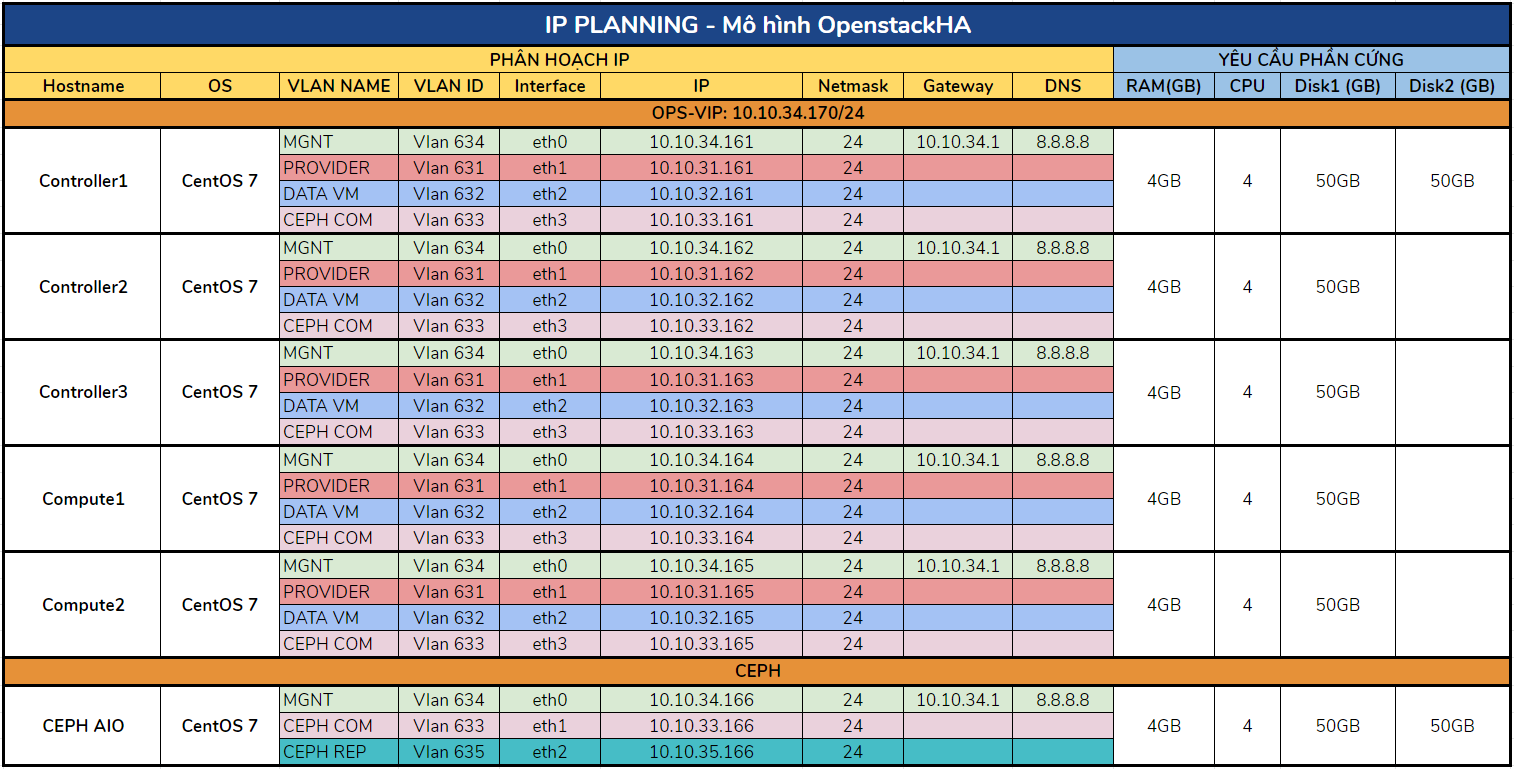 IP PLANNING - Mô hình OpenstackHA
PHÂN HOẠCH IP YÊU CẦU PHẦN CỨNG
Hostname OS VLAN NAME VLAN ID Interface IP Netmask Gateway DNS RAM(GB) CPU Disk1 (GB) Disk2 (GB)
OPS-VIP: 10.10.34.170/24
MGNT Vlan 634 eth0 10.10.34.161 24 10.10.34.1 8.8.8.8
PROVIDER Vlan 631 eth1 10.10.31.161 24
Controller1 CentOS 7 4GB 4 50GB 50GB
DATA VM Vlan 632 eth2 10.10.32.161 24
CEPH COM Vlan 633 eth3 10.10.33.161 24
MGNT Vlan 634 eth0 10.10.34.162 24 10.10.34.1 8.8.8.8
PROVIDER Vlan 631 eth1 10.10.31.162 24
Controller2 CentOS 7 4GB 4 50GB
DATA VM Vlan 632 eth2 10.10.32.162 24
CEPH COM Vlan 633 eth3 10.10.33.162 24
MGNT Vlan 634 eth0 10.10.34.163 24 10.10.34.1 8.8.8.8
PROVIDER Vlan 631 eth1 10.10.31.163 24
Controller3 CentOS 7 4GB 4 50GB
DATA VM Vlan 632 eth2 10.10.32.163 24
CEPH COM Vlan 633 eth3 10.10.33.163 24
MGNT Vlan 634 eth0 10.10.34.164 24 10.10.34.1 8.8.8.8
PROVIDER Vlan 631 eth1 10.10.31.164 24
Compute1 CentOS 7 4GB 4 50GB
DATA VM Vlan 632 eth2 10.10.32.164 24
CEPH COM Vlan 633 eth3 10.10.33.164 24
MGNT Vlan 634 eth0 10.10.34.165 24 10.10.34.1 8.8.8.8
PROVIDER Vlan 631 eth1 10.10.31.165 24
Compute2 CentOS 7 4GB 4 50GB
DATA VM Vlan 632 eth2 10.10.32.165 24
CEPH COM Vlan 633 eth3 10.10.33.165 24
CEPH
MGNT Vlan 634 eth0 10.10.34.166 24 10.10.34.1 8.8.8.8
CEPH AIO CentOS 7 CEPH COM Vlan 633 eth1 10.10.33.166 24 4GB 4 50GB 50GB
CEPH REP Vlan 635 eth2 10.10.35.166 24